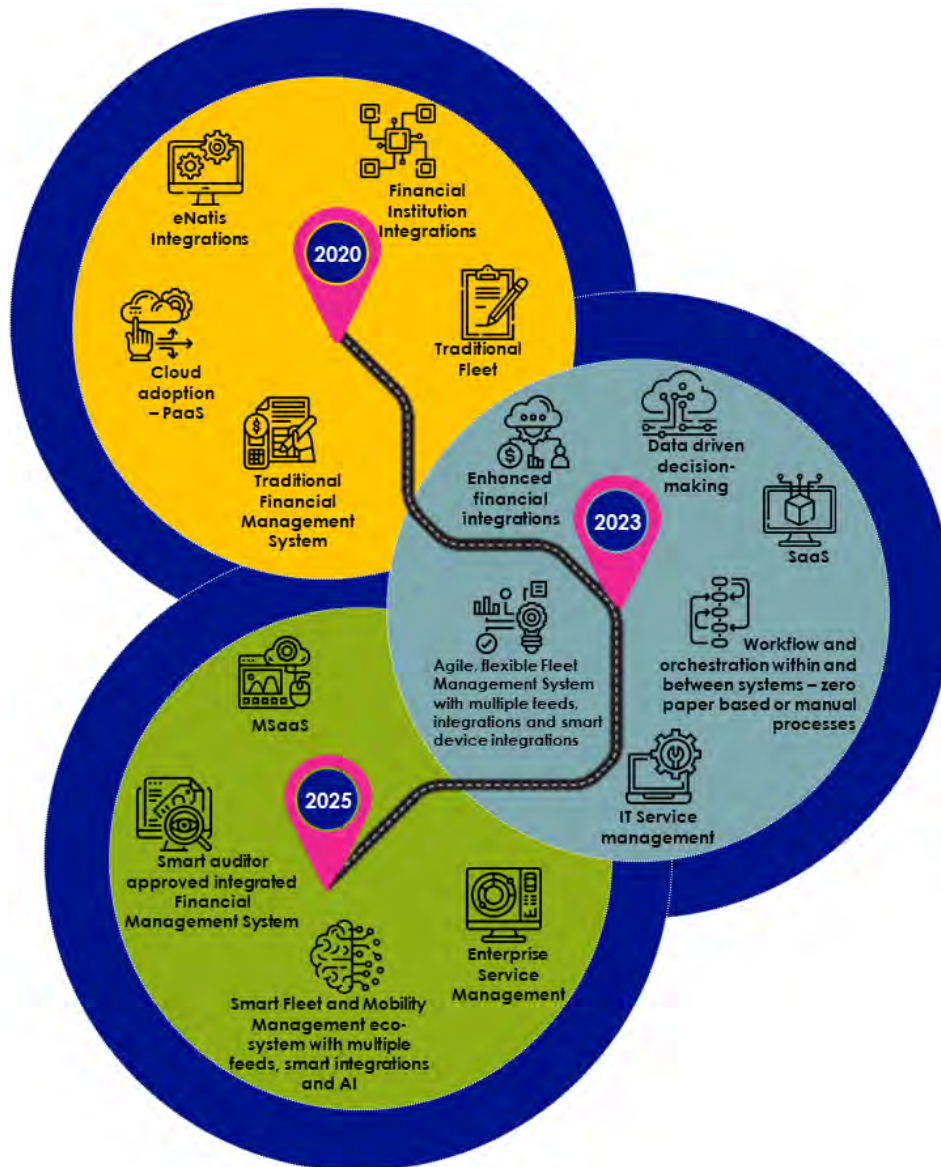 eNatis
Integrations
Financial
Institution
Integrations
2020
Cloud
adoption
– PaaS
Traditional
Fleet
Traditional
Financial
Management
System
Enhanced
financial
integrations
Data driven
decision-
making
2023
SaaS
Agile, flexible Fleet
Management System
with multiple feeds,
integrations and smart
device integrations
Workflow and
orchestration within and
between systems – zero
paper based or manual
processes
IT Service
management
MSaaS
2025
Smart auditor
approved integrated
Financial
Management System
Enterprise
Service
Management
Smart Fleet and Mobility
Management eco-
system with multiple
feeds, smart integrations
and AI